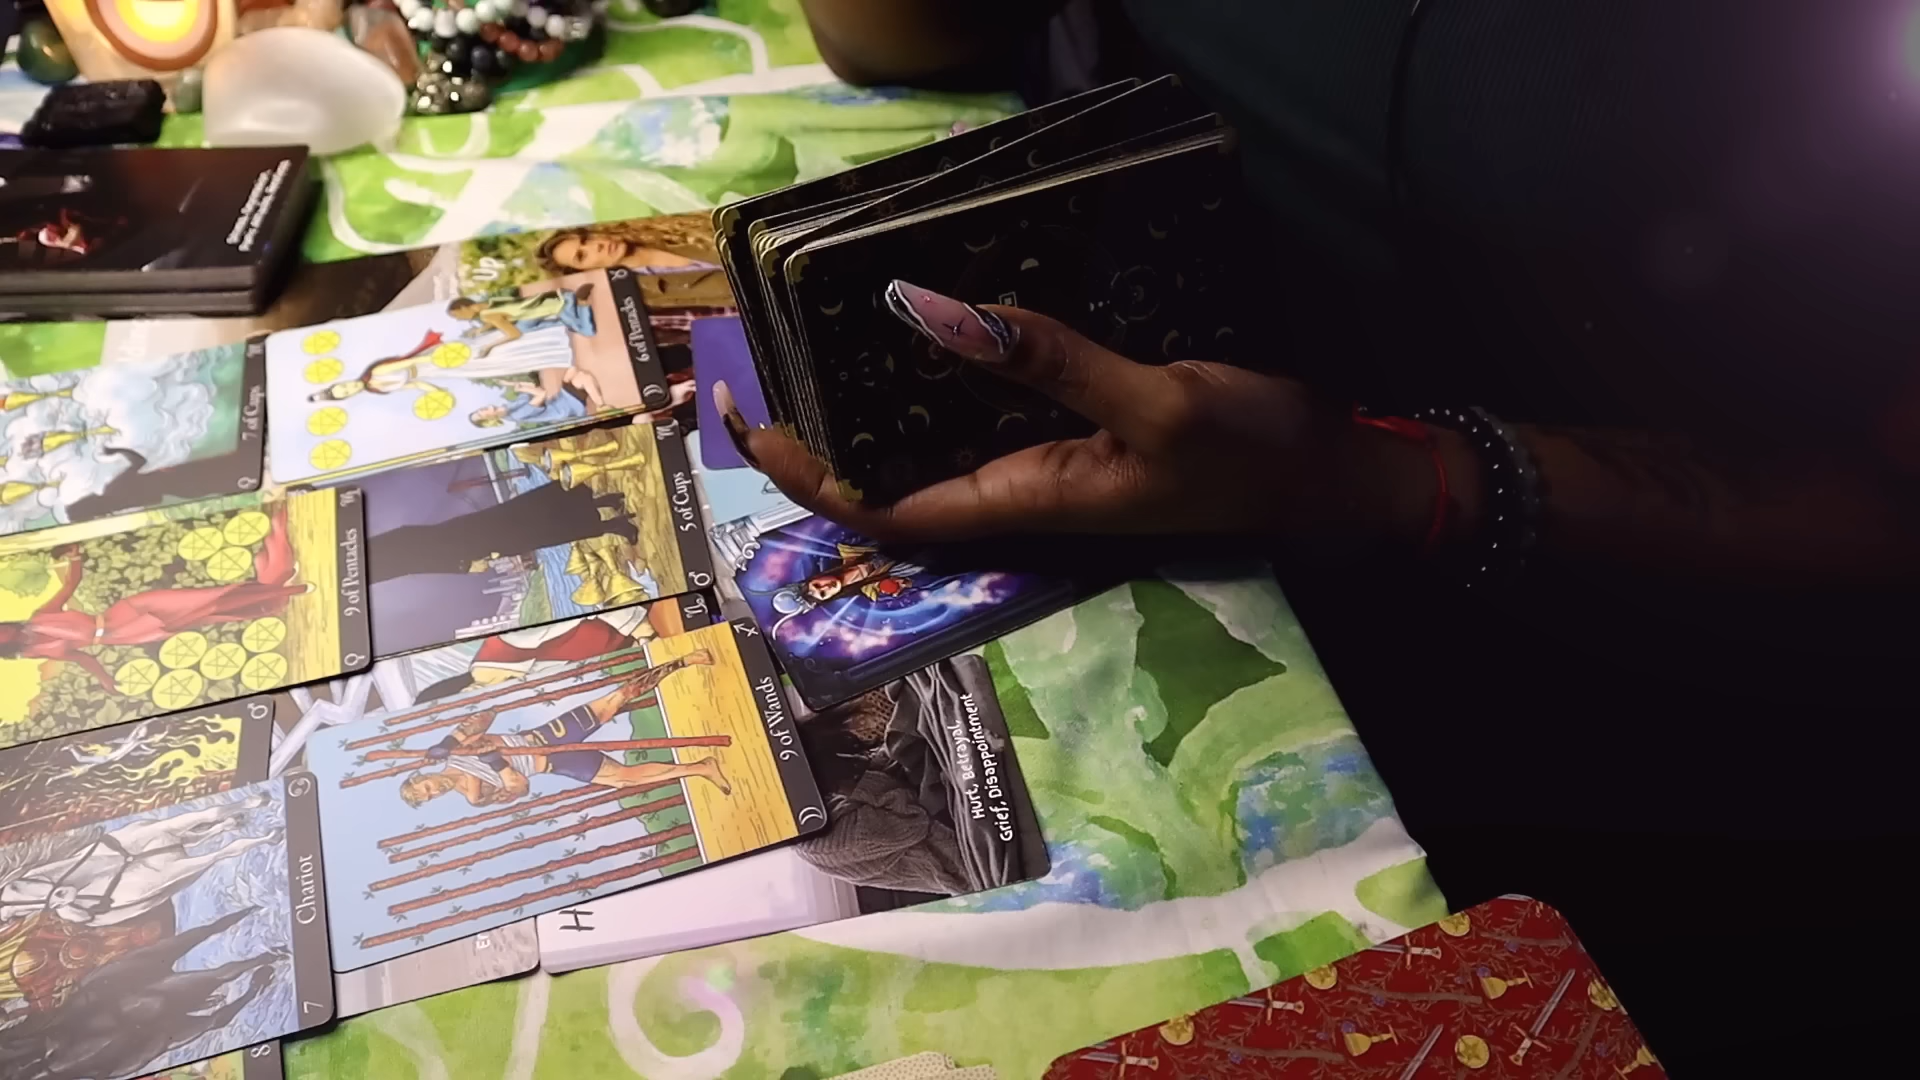 Up
6 of Pentacles
7 of Cups
5 of Cups
9 of Pentacles
9 of Wands
Hurt, Betrayal,
Grief, Disappointment
Chariot
7
H
8